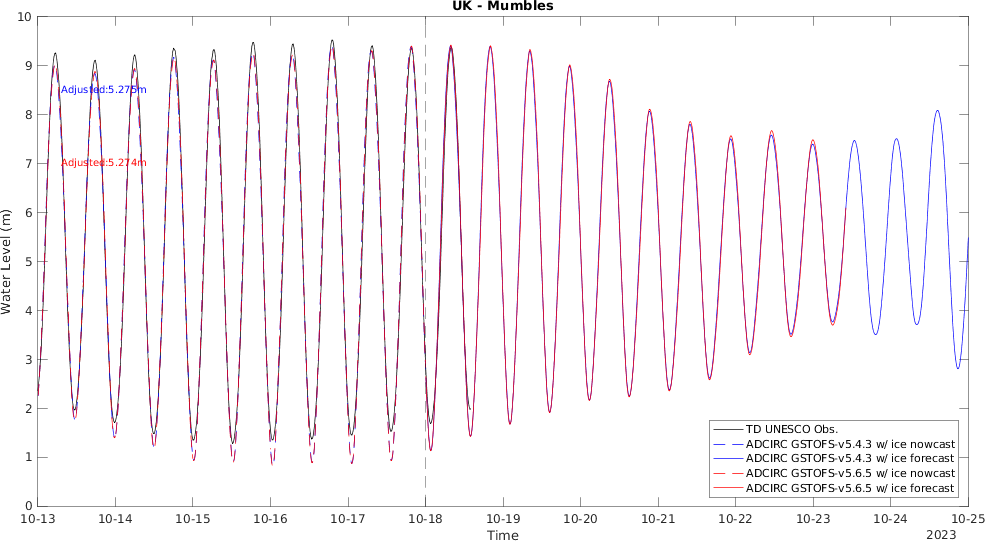 UK - Mumbles
10
9
8
7
6
5
4
3
2
1
0
Water Level (m)
Adjusted:5.275m
Adjusted:5.274m
TD UNESCO Obs.
ADCIRC GSTOFS-v5.4.3 w/ ice nowcast
ADCIRC GSTOFS-v5.4.3 w/ ice forecast
ADCIRC GSTOFS-v5.6.5 w/ ice nowcast
ADCIRC GSTOFS-v5.6.5 w/ ice forecast
10-13 10-14 10-15 10-16 10-17 10-18 10-19 10-20 10-21 10-22 10-23 10-24 10-25
Time
2023